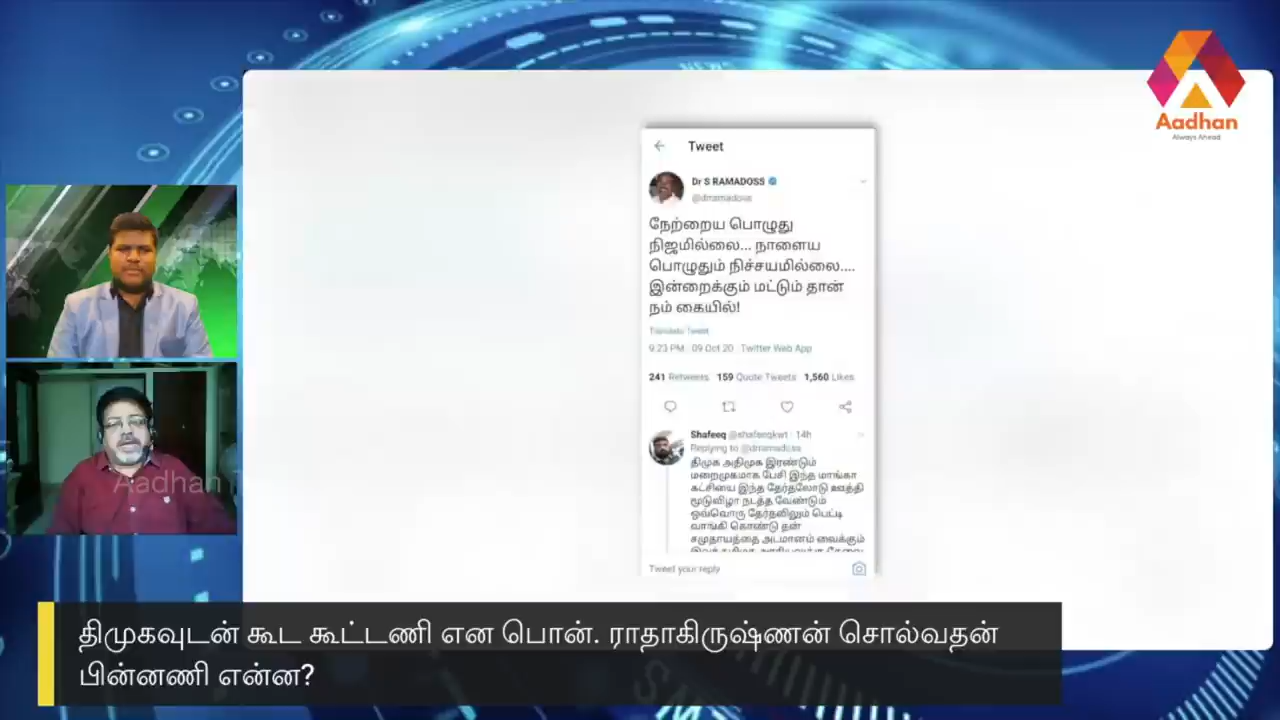 NEWS
Aadhan
Always Ahead
Tweet
Dr S RAMADOSS
@drramadoss
நேற்றைய பொழுது
நிஜமில்லை... நாளைய
பொழுதும் நிச்சயமில்லை....
இன்றைக்கும் மட்டும் தான்
நம் கையில்!
Translate Tweet
9:23 PM · 09 Oct 20 · Twitter Web App
241 Retweets 159 Quote Tweets 1,560 Likes
Shafeeq @shafeeqkwt · 14h
Replying to @drramadoss
திமுக அதிமுக இரண்டும்
மறைமுகமாக பேசி இந்த மாங்கா
கட்சியை இந்த தேர்தலோடு ஊத்தி
மூடுவிழா நடத்த வேண்டும்
ஒவ்வொரு தேர்தலிலும் பெட்டி
வாங்கி கொண்டு தன்
சமுதாயத்தை அடமானம் வைக்கும்
Tweet your reply
Aadhan
திமுகவுடன் கூட கூட்டணி என பொன். ராதாகிருஷ்ணன் சொல்வதன்
பின்னணி என்ன?